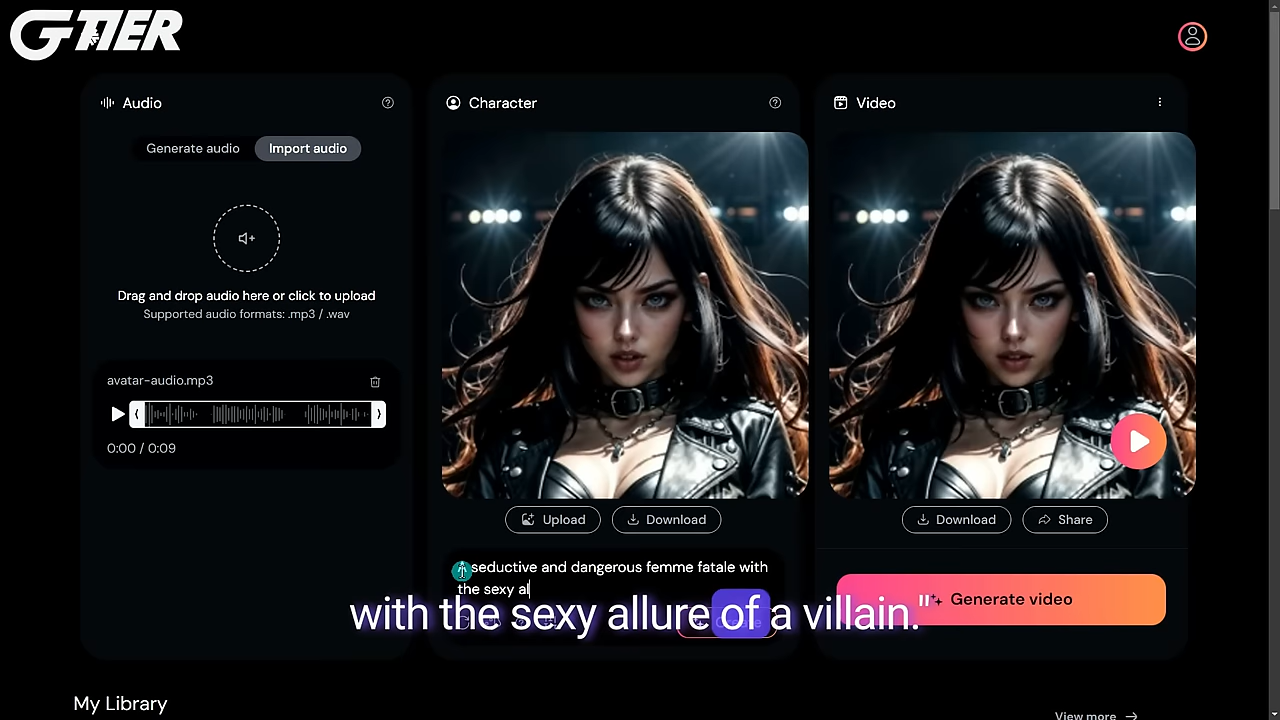 GTIER
Audio
Generate audio
Import audio
Drag and drop audio here or click to upload
Supported audio formats: .mp3 / .wav
avatar-audio.mp3
0:00 / 0:09
Character
Upload
Download
seductive and dangerous femme fatale with
the sexy al
with the sexy allure of a villain."
Video
Download
Share
Generate video
My Library
View more